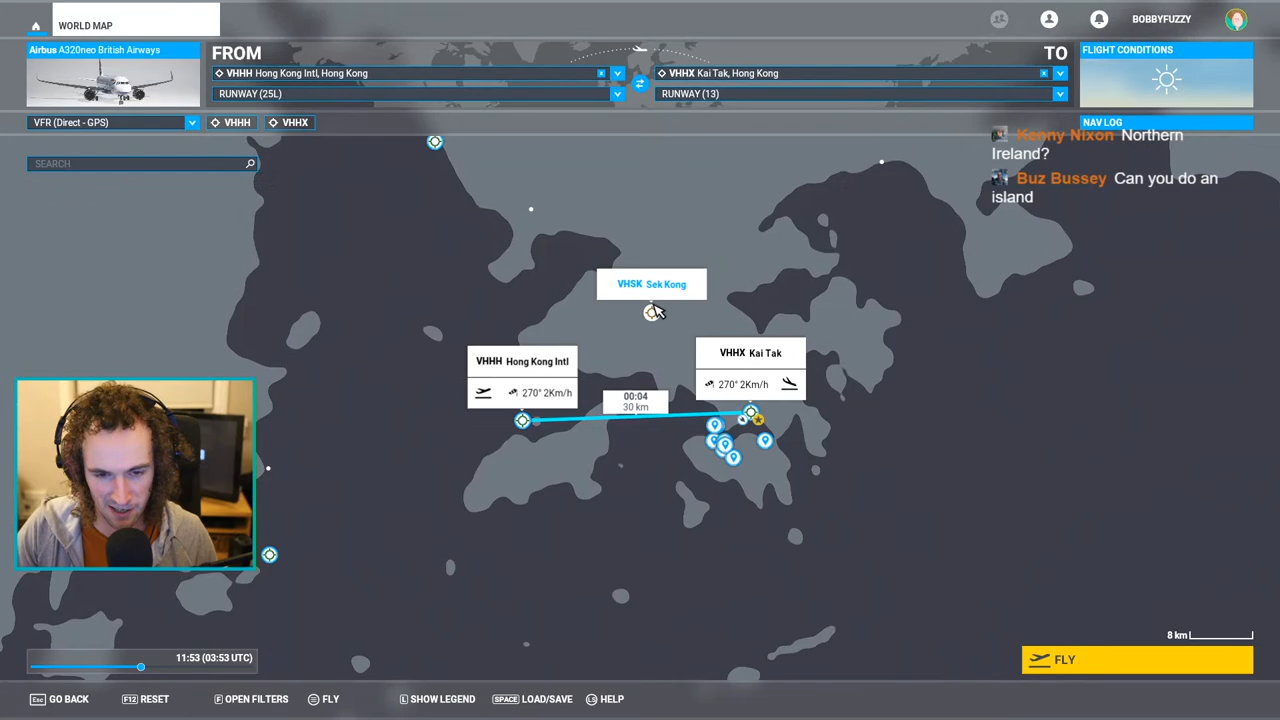 WORLD MAP
BOBBYFUZZY
Airbus A320neo British Airways
FROM
VHHH Hong Kong Intl, Hong Kong
RUNWAY (25L)
TO
VHHX Kai Tak, Hong Kong
RUNWAY (13)
FLIGHT CONDITIONS
VFR (Direct - GPS)
VHHH
VHHX
NAV LOG
SEARCH
Kenny Nixon Northern
Ireland?
Buz Bussey Can you do an
island
VHSK Sek Kong
VHHH Hong Kong Intl
270° 2Km/h
VHHX Kai Tak
270° 2Km/h
00:04
30 km
8 km
11:53 (03:53 UTC)
FLY
Esc GO BACK
F12 RESET
F OPEN FILTERS
FLY
L SHOW LEGEND
SPACE LOAD/SAVE
LS HELP